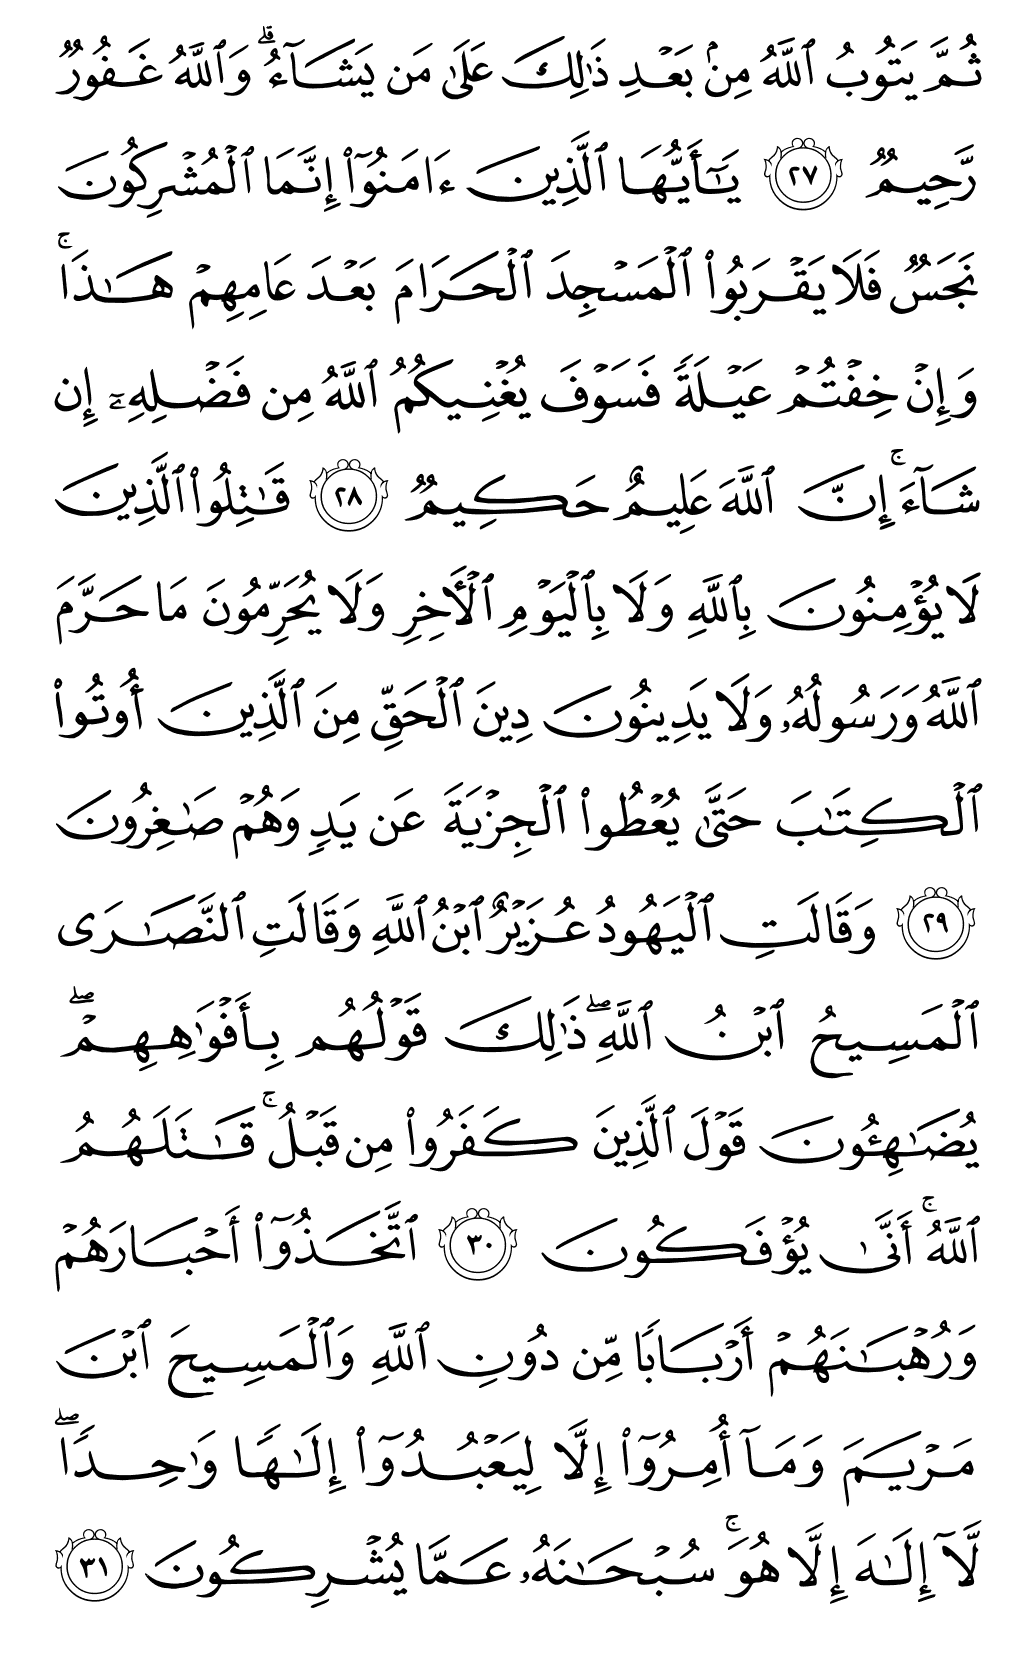 ثُمَّ يَتُوبُ ٱللَّهُ مِنۢ بَعۡدِ ذَٰلِكَ عَلَىٰ مَن يَشَآءُۗ وَٱللَّهُ غَفُورٞ
رَّحِيمٞ ٢٧ يَٰٓأَيُّهَا ٱلَّذِينَ ءَامَنُوٓاْ إِنَّمَا ٱلۡمُشۡرِكُونَ
نَجَسٞ فَلَا يَقۡرَبُواْ ٱلۡمَسۡجِدَ ٱلۡحَرَامَ بَعۡدَ عَامِهِمۡ هَٰذَاۚ
وَإِنۡ خِفۡتُمۡ عَيۡلَةٗ فَسَوۡفَ يُغۡنِيكُمُ ٱللَّهُ مِن فَضۡلِهِۦٓ إِن
شَآءَۚ إِنَّ ٱللَّهَ عَلِيمٌ حَكِيمٞ ٢٨ قَٰتِلُواْ ٱلَّذِينَ
لَا يُؤۡمِنُونَ بِٱللَّهِ وَلَا بِٱلۡيَوۡمِ ٱلۡأٓخِرِ وَلَا يُحَرِّمُونَ مَا حَرَّمَ
ٱللَّهُ وَرَسُولُهُۥ وَلَا يَدِينُونَ دِينَ ٱلۡحَقِّ مِنَ ٱلَّذِينَ أُوتُواْ
ٱلۡكِتَٰبَ حَتَّىٰ يُعۡطُواْ ٱلۡجِزۡيَةَ عَن يَدٖ وَهُمۡ صَٰغِرُونَ
٢٩ وَقَالَتِ ٱلۡيَهُودُ عُزَيۡرٌ ٱبۡنُ ٱللَّهِ وَقَالَتِ ٱلنَّصَٰرَى
ٱلۡمَسِيحُ ٱبۡنُ ٱللَّهِۖ ذَٰلِكَ قَوۡلُهُم بِأَفۡوَٰهِهِمۡۖ
يُضَٰهِـُٔونَ قَوۡلَ ٱلَّذِينَ كَفَرُواْ مِن قَبۡلُۚ قَٰتَلَهُمُ
ٱللَّهُۖ أَنَّىٰ يُؤۡفَكُونَ ٣٠ ٱتَّخَذُوٓاْ أَحۡبَارَهُمۡ
وَرُهۡبَٰنَهُمۡ أَرۡبَابٗا مِّن دُونِ ٱللَّهِ وَٱلۡمَسِيحَ ٱبۡنَ
مَرۡيَمَ وَمَآ أُمِرُوٓاْ إِلَّا لِيَعۡبُدُوٓاْ إِلَٰهٗا وَٰحِدٗاۖ
لَّآ إِلَٰهَ إِلَّا هُوَۚ سُبۡحَٰنَهُۥ عَمَّا يُشۡرِكُونَ ٣١